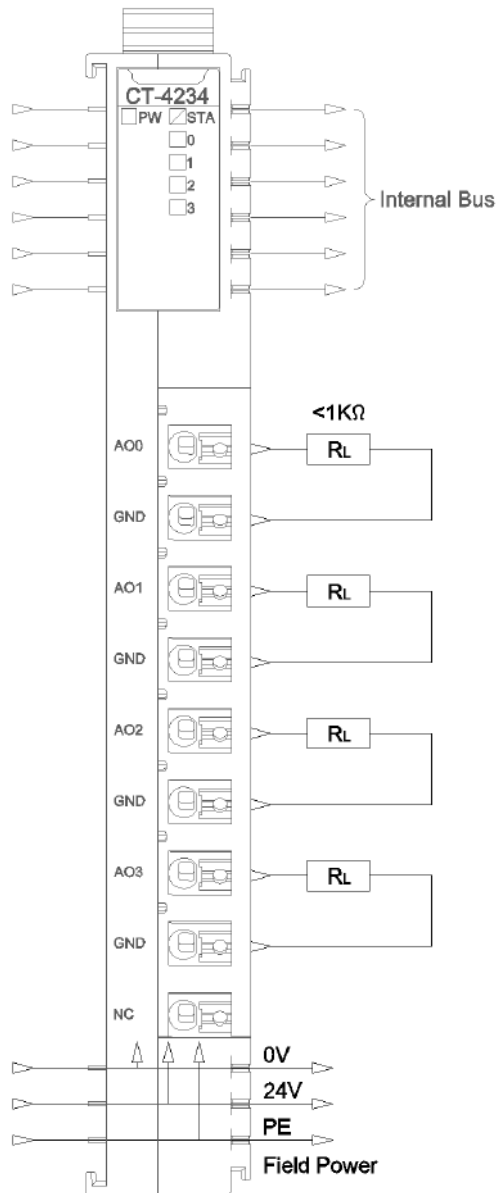 CT-4234
PW STA
0
1
2
3
Internal Bus
<1KΩ
AO0 RL
GND
AO1 RL
GND
AO2 RL
GND
AO3 RL
GND
NC
0V
24V
PE
Field Power